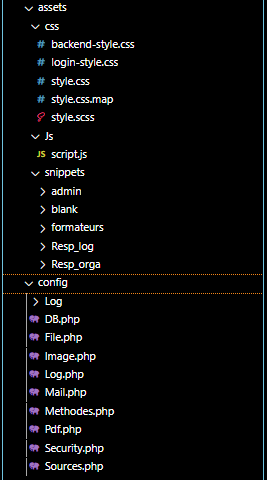 assets
css
backend-style.css
login-style.css
style.css
style.css.map
style.scss
Js
JS script.js
snippets
admin
blank
formateurs
Resp_log
Resp_orga
config
Log
DB.php
File.php
Image.php
Log.php
Mail.php
Methodes.php
Pdf.php
Security.php
Sources.php